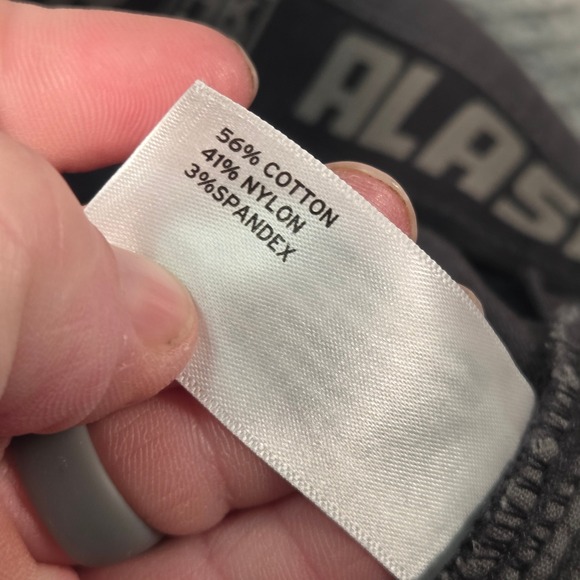 ALAS
56% COTTON
41% NYLON
3%SPANDEX